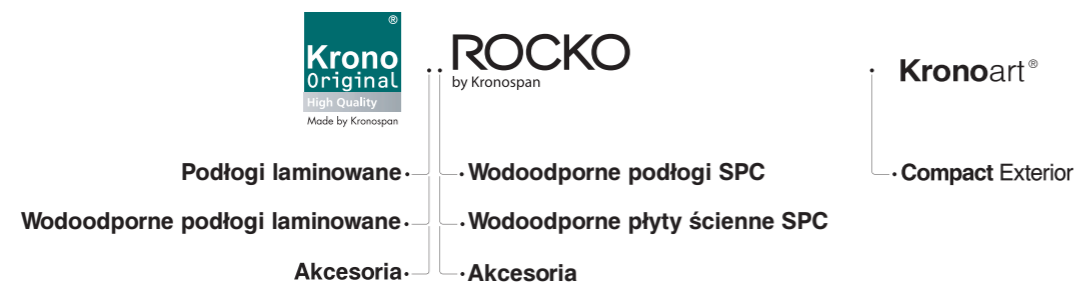 ®
Krono
Original
High Quality
Made by Kronospan
ROCKO
by Kronospan
Kronoart®
Podłogi laminowane
Wodoodporne podłogi SPC
Compact Exterior
Wodoodporne podłogi laminowane
Wodoodporne płyty ścienne SPC
Akcesoria
Akcesoria